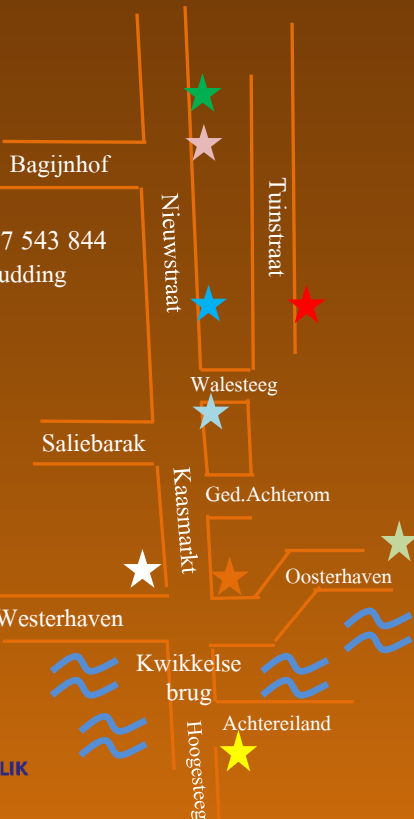 Bagijnhof
7 543 844
udding
Nieuwstraat
Tuinstraat
Walesteeg
Saliebarak
Kaasmarkt
Ged.Achterom
Oosterhaven
Westerhaven
Kwikkelse
brug
Achtereiland
Hoogesteeg
LIK